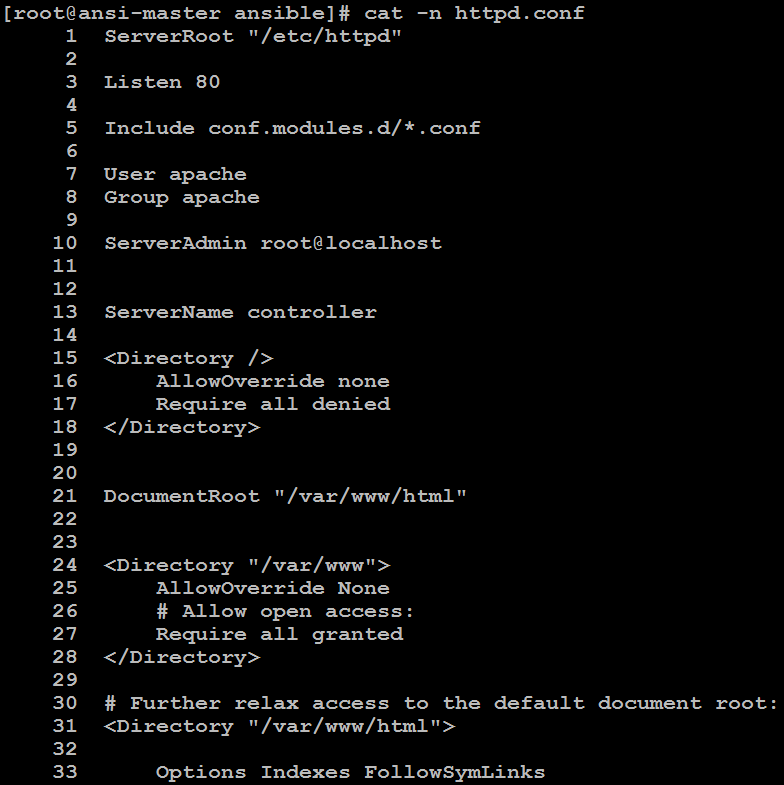 [root@ansi-master ansible]# cat -n httpd.conf
     1  ServerRoot "/etc/httpd"
     2
     3  Listen 80
     4
     5  Include conf.modules.d/*.conf
     6
     7  User apache
     8  Group apache
     9
    10  ServerAdmin root@localhost
    11
    12
    13  ServerName controller
    14
    15  <Directory />
    16      AllowOverride none
    17      Require all denied
    18  </Directory>
    19
    20
    21  DocumentRoot "/var/www/html"
    22
    23
    24  <Directory "/var/www">
    25      AllowOverride None
    26      # Allow open access:
    27      Require all granted
    28  </Directory>
    29
    30  # Further relax access to the default document root:
    31  <Directory "/var/www/html">
    32
    33      Options Indexes FollowSymLinks